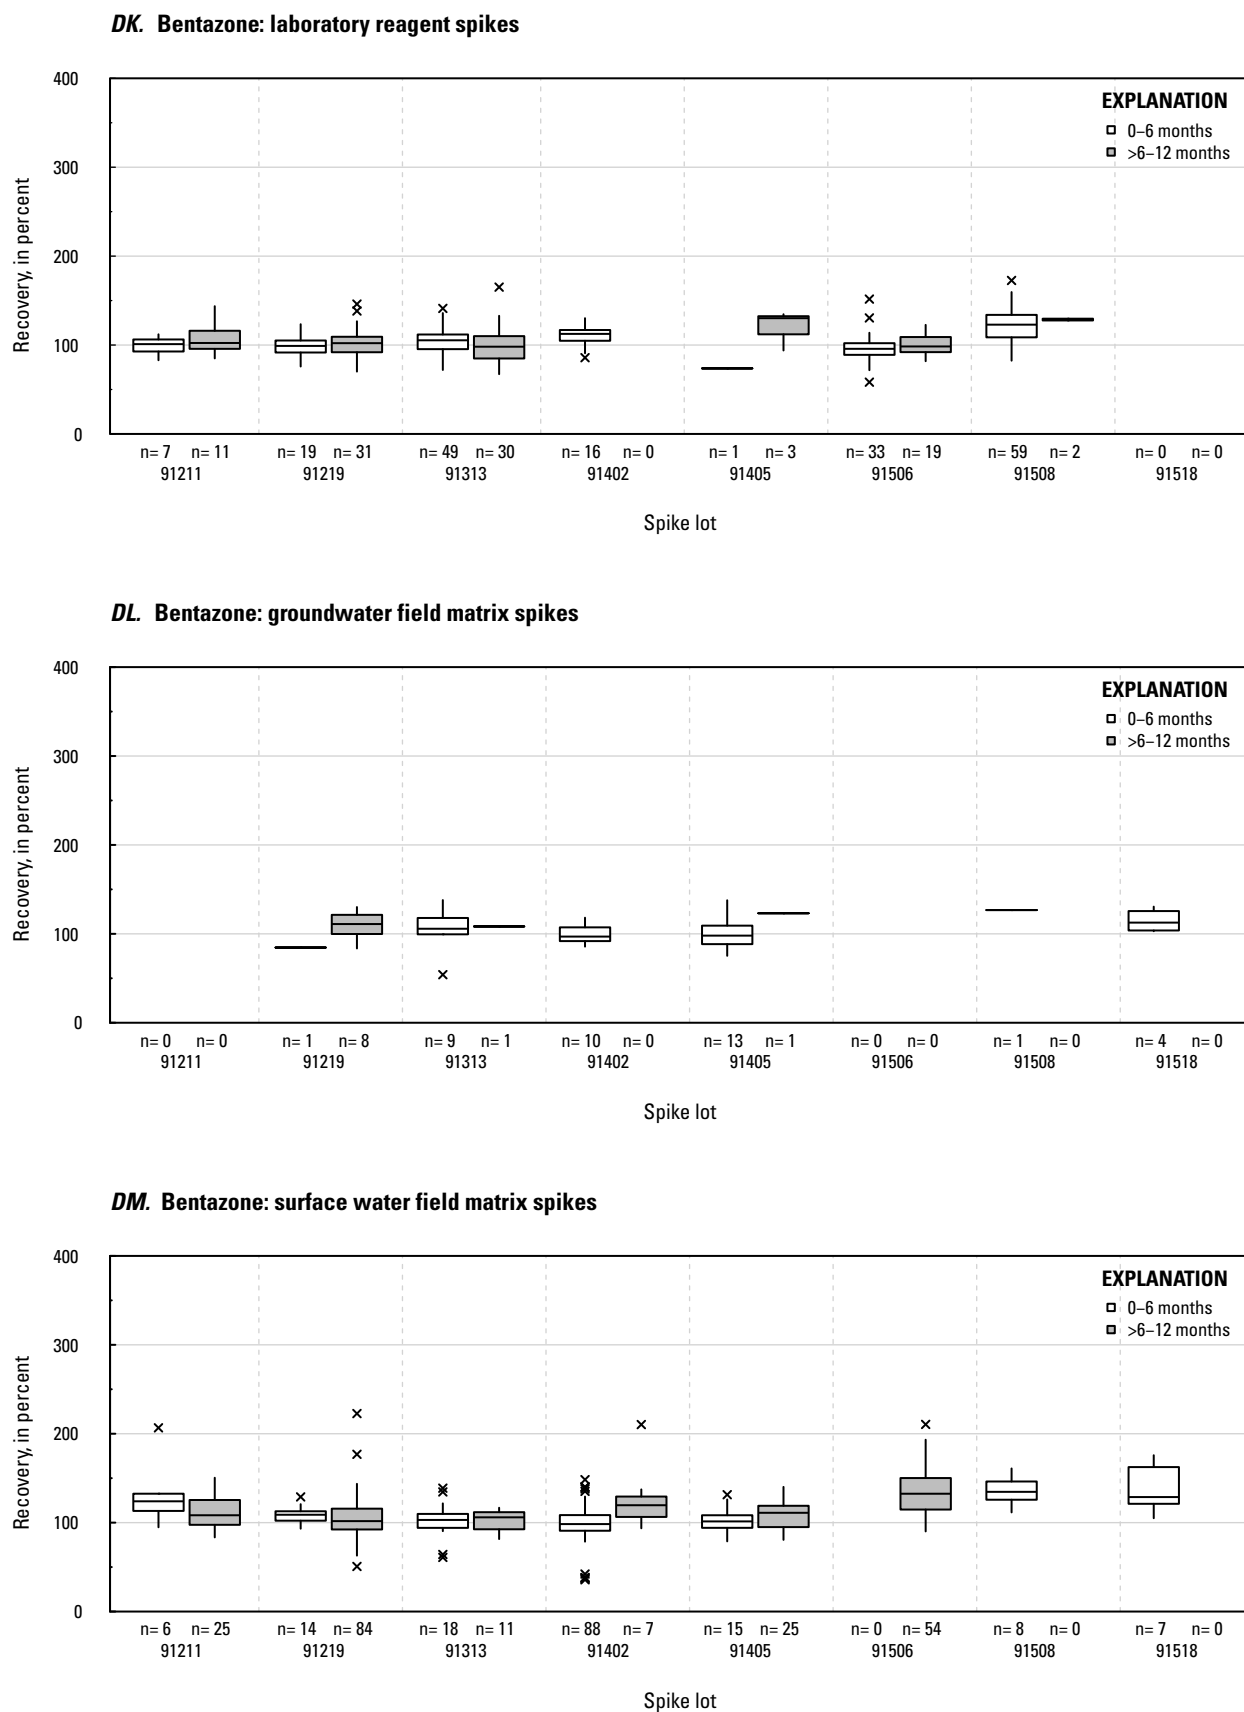 DK. Bentazone: laboratory reagent spikes
Recovery, in percent
400
300
200
100
0
EXPLANATION
0–6 months
>6–12 months
n= 7 n= 11 n= 19 n= 31 n= 49 n= 30 n= 16 n= 0 n= 1 n= 3 n= 33 n= 19 n= 59 n= 2 n= 0 n= 0
91211 91219 91313 91402 91405 91506 91508 91518
Spike lot
DL. Bentazone: groundwater field matrix spikes
Recovery, in percent
400
300
200
100
0
EXPLANATION
0–6 months
>6–12 months
n= 0 n= 0 n= 1 n= 8 n= 9 n= 1 n= 10 n= 0 n= 13 n= 1 n= 0 n= 0 n= 1 n= 0 n= 4 n= 0
91211 91219 91313 91402 91405 91506 91508 91518
Spike lot
DM. Bentazone: surface water field matrix spikes
Recovery, in percent
400
300
200
100
0
EXPLANATION
0–6 months
>6–12 months
n= 6 n= 25 n= 14 n= 84 n= 18 n= 11 n= 88 n= 7 n= 15 n= 25 n= 0 n= 54 n= 8 n= 0 n= 7 n= 0
91211 91219 91313 91402 91405 91506 91508 91518
Spike lot